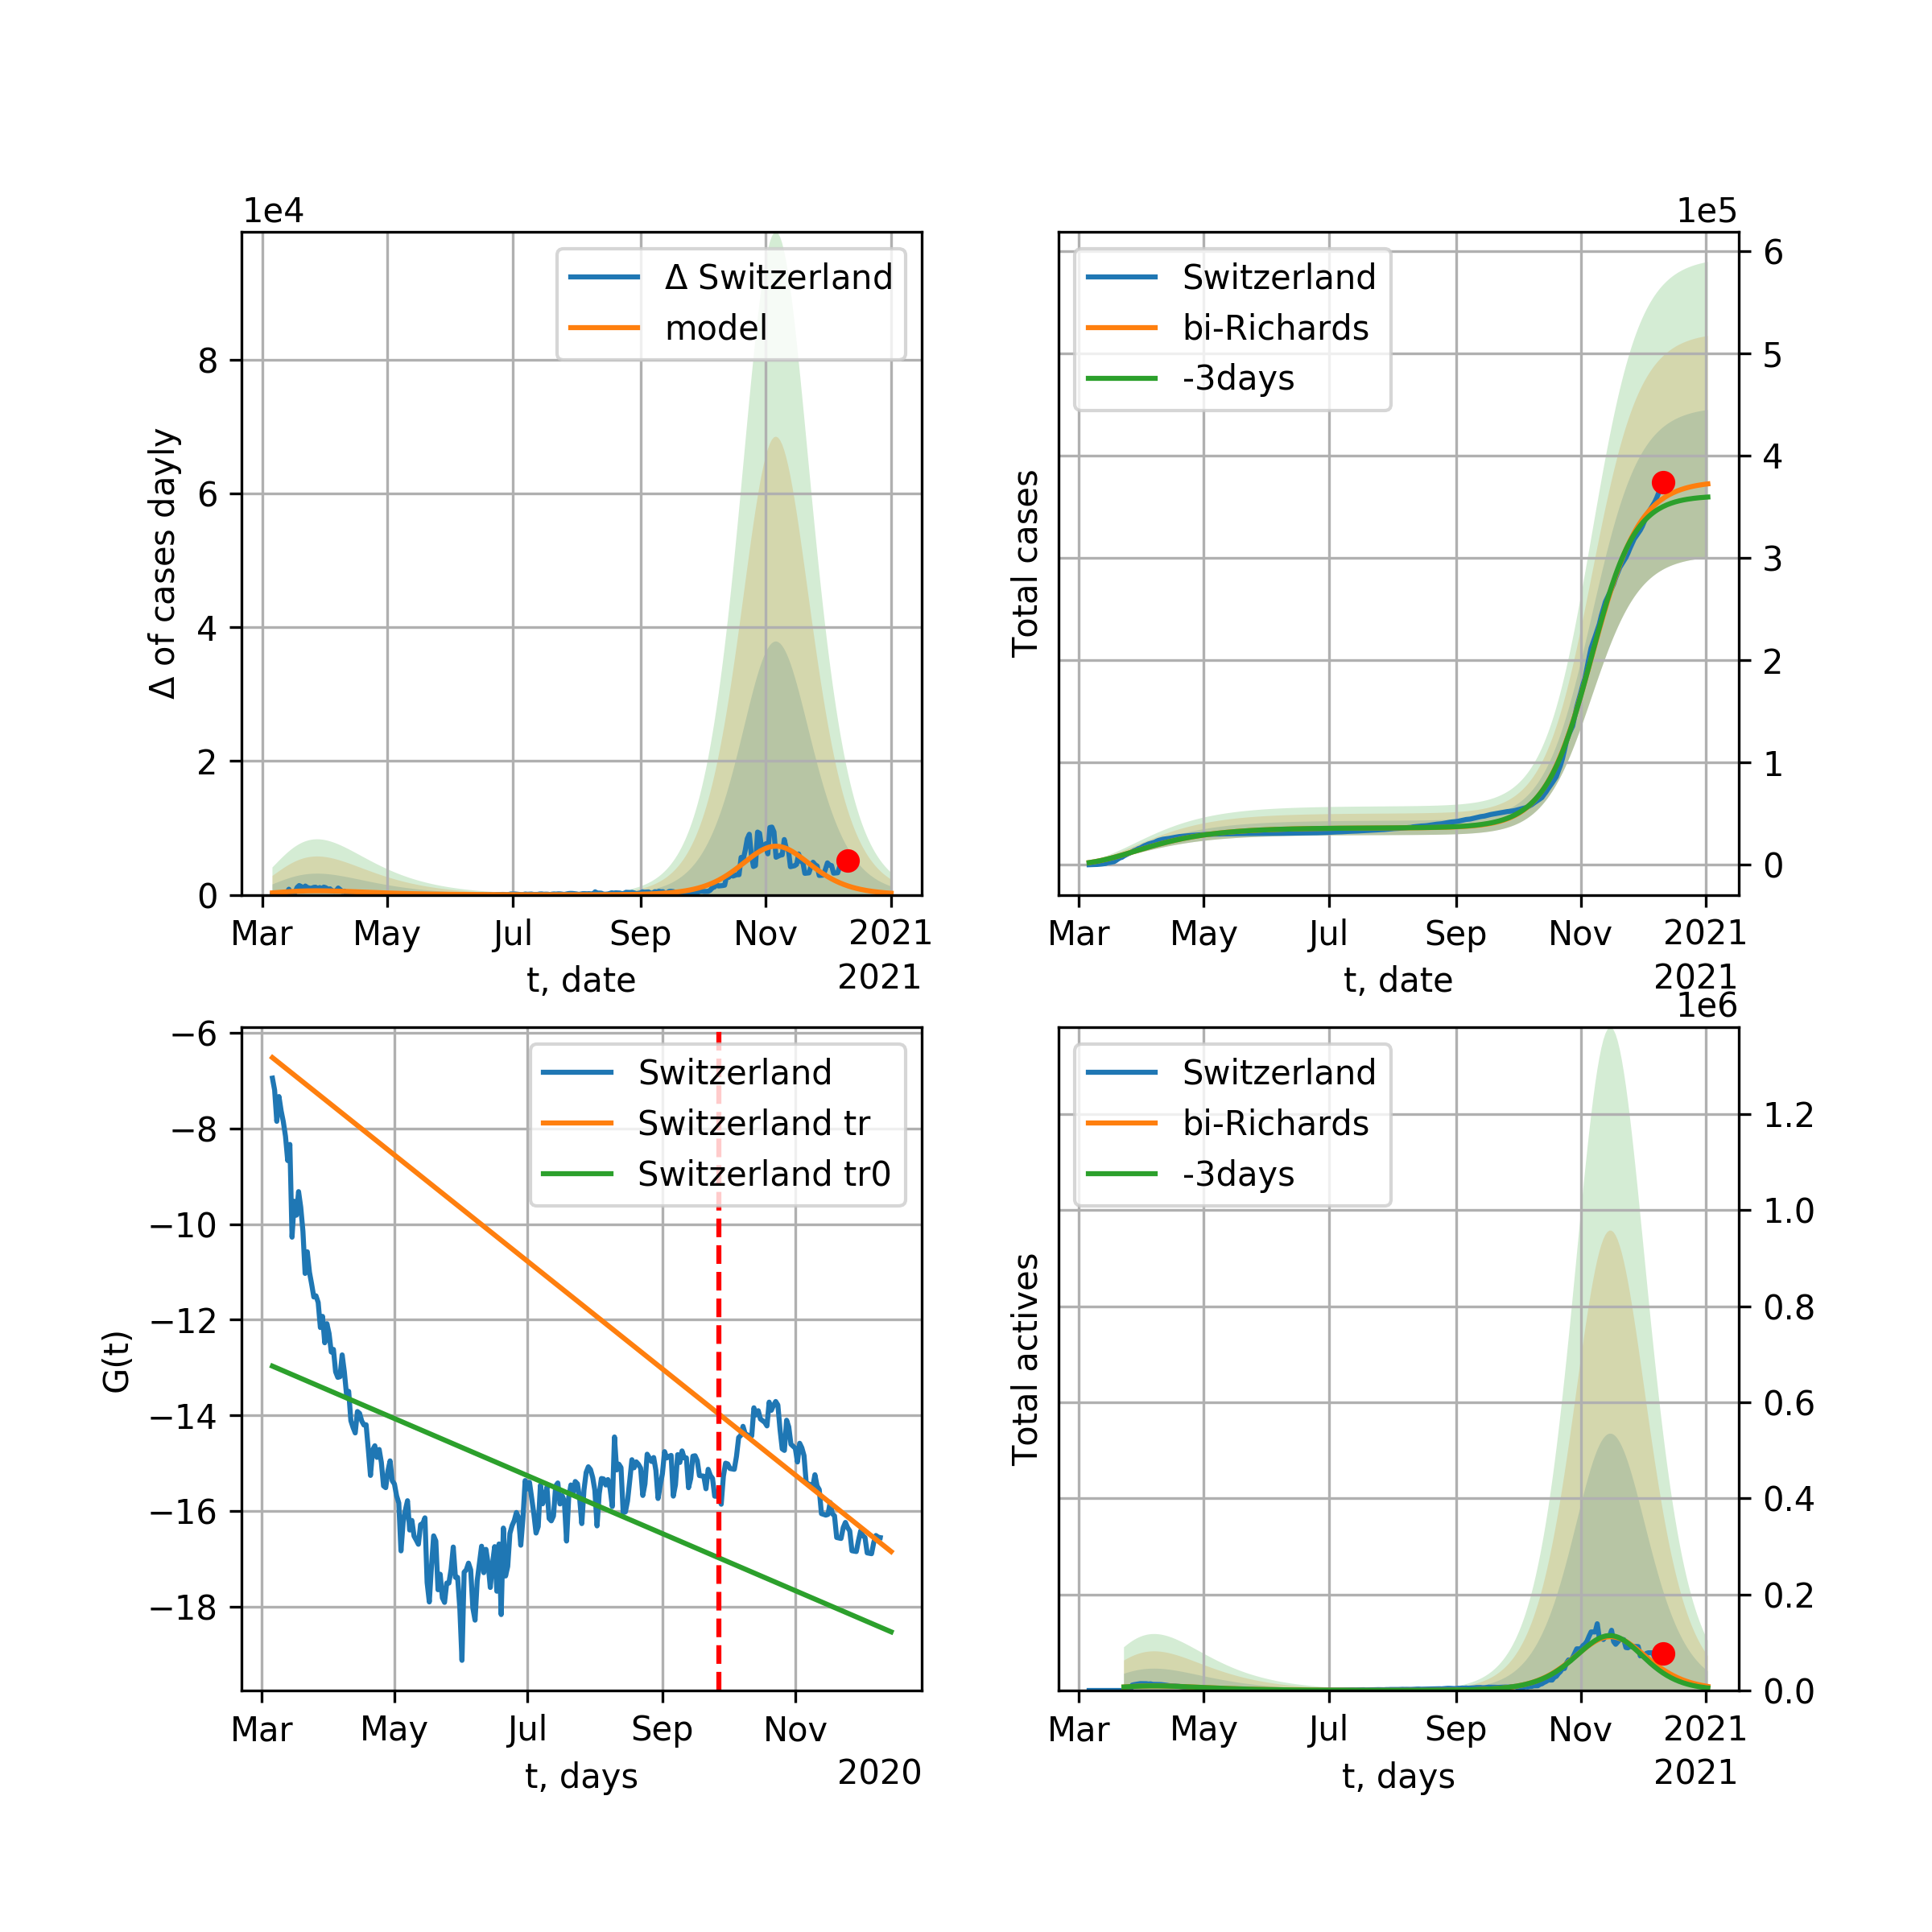 1e4
Δ Switzerland
model
8
6
4
2
0
Δ of cases dayly
Mar May Jul Sep Nov 2021
t, date
2021
1e5
Switzerland
bi-Richards
-3days
6
5
4
3
2
1
0
Total cases
Mar May Jul Sep Nov 2021
t, date
2021
Switzerland
Switzerland tr
Switzerland tr0
−6
−8
−10
−12
−14
−16
−18
G(t)
Mar May Jul Sep Nov
t, days
2020
1e6
Switzerland
bi-Richards
-3days
1.2
1.0
0.8
0.6
0.4
0.2
0.0
Total actives
Mar May Jul Sep Nov 2021
t, days
2021